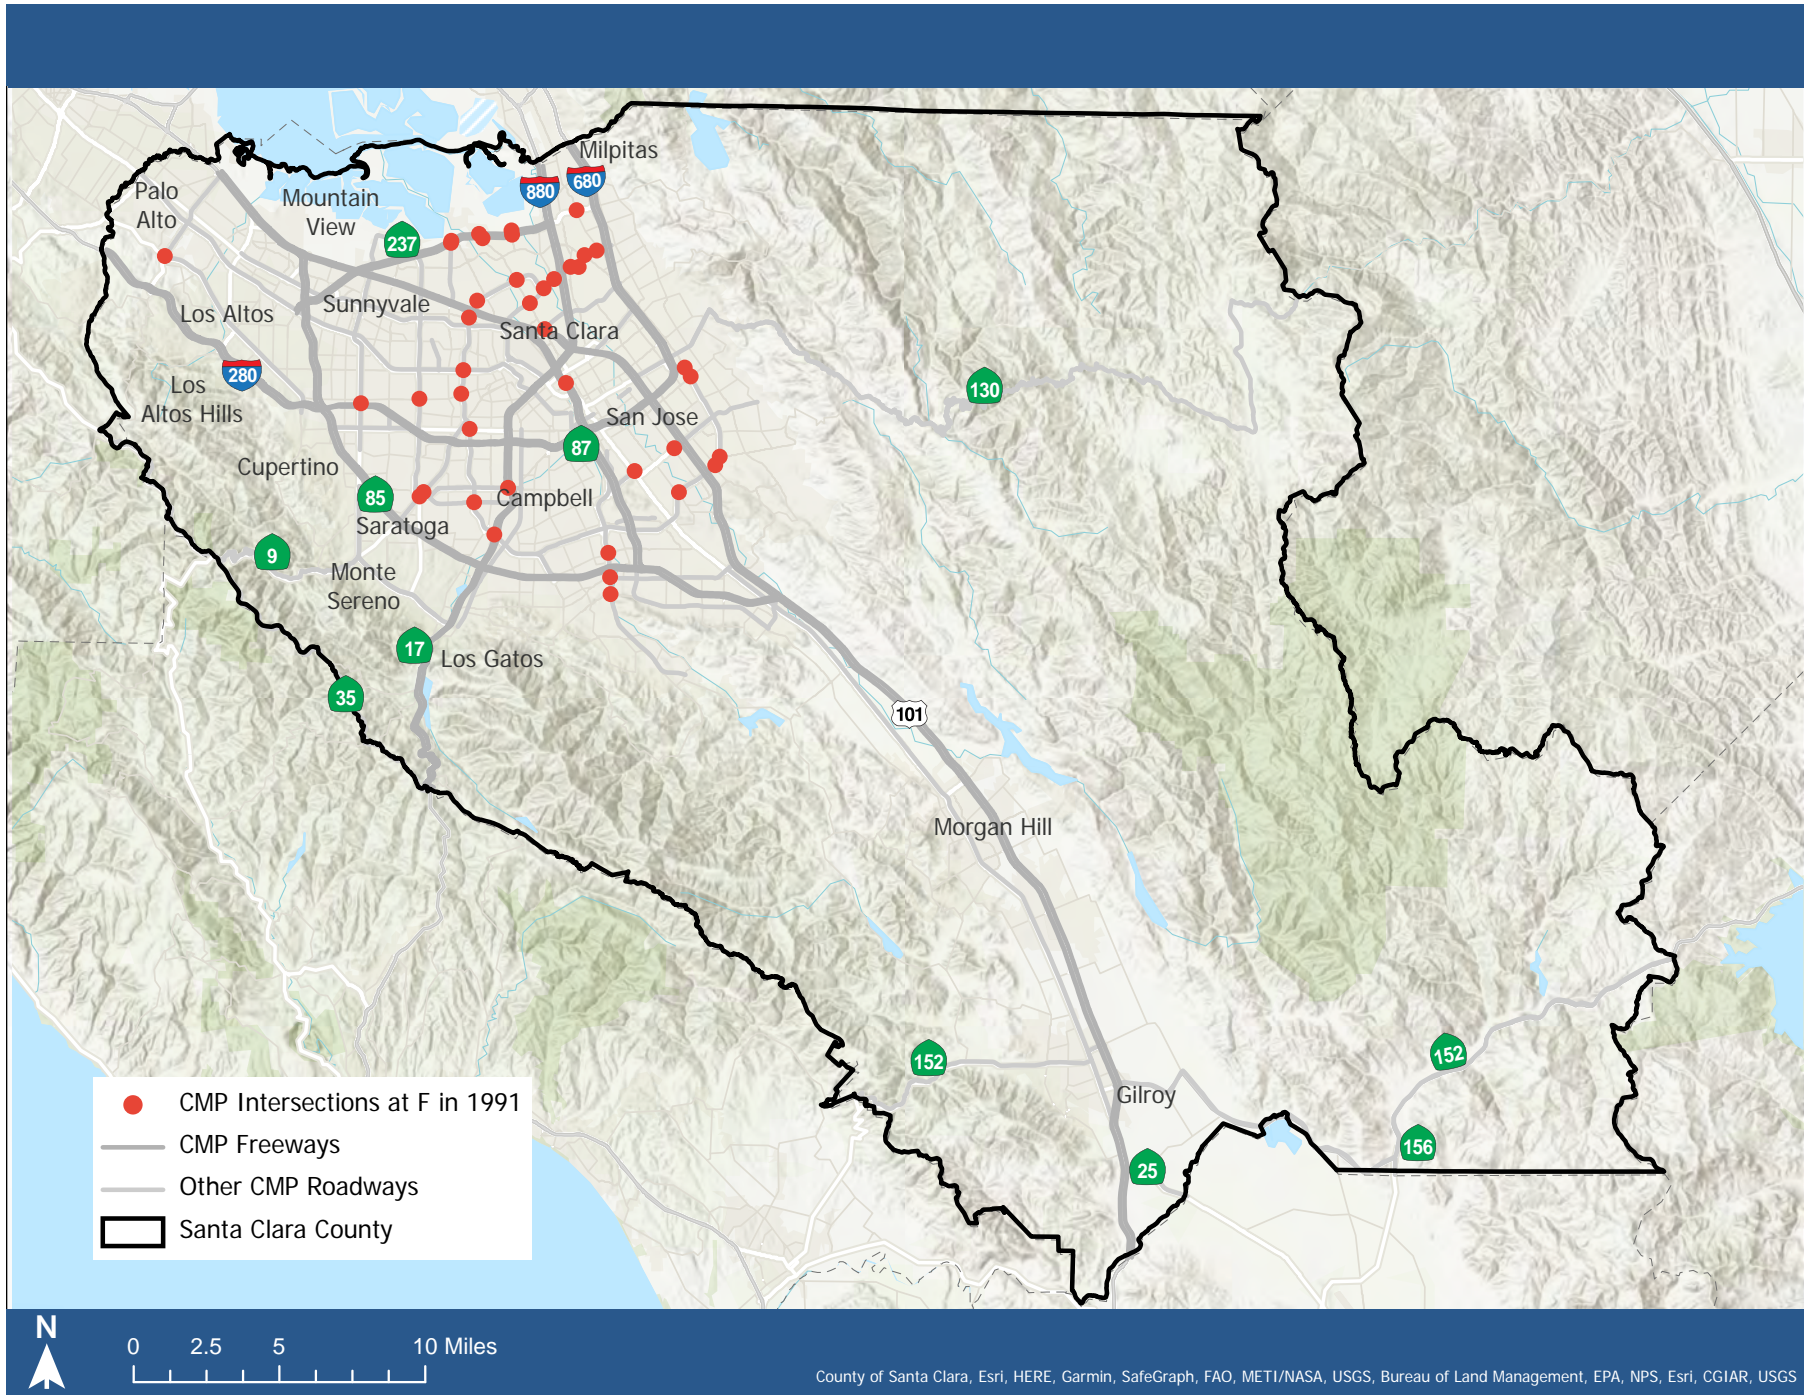 Milpitas
880
680
Palo
Alto
Mountain
View
237
Los Altos
Sunnyvale
Santa Clara
280
Los
Altos Hills
130
San Jose
87
Cupertino
85
Campbell
Saratoga
9
Monte
Sereno
17
Los Gatos
35
101
Morgan Hill
152
152
Gilroy
156
25
CMP Intersections at F in 1991
CMP Freeways
Other CMP Roadways
Santa Clara County
N
0 2.5 5 10 Miles
County of Santa Clara, Esri, HERE, Garmin, SafeGraph, FAO, METI/NASA, USGS, Bureau of Land Management, EPA, NPS, Esri, CGIAR, USGS